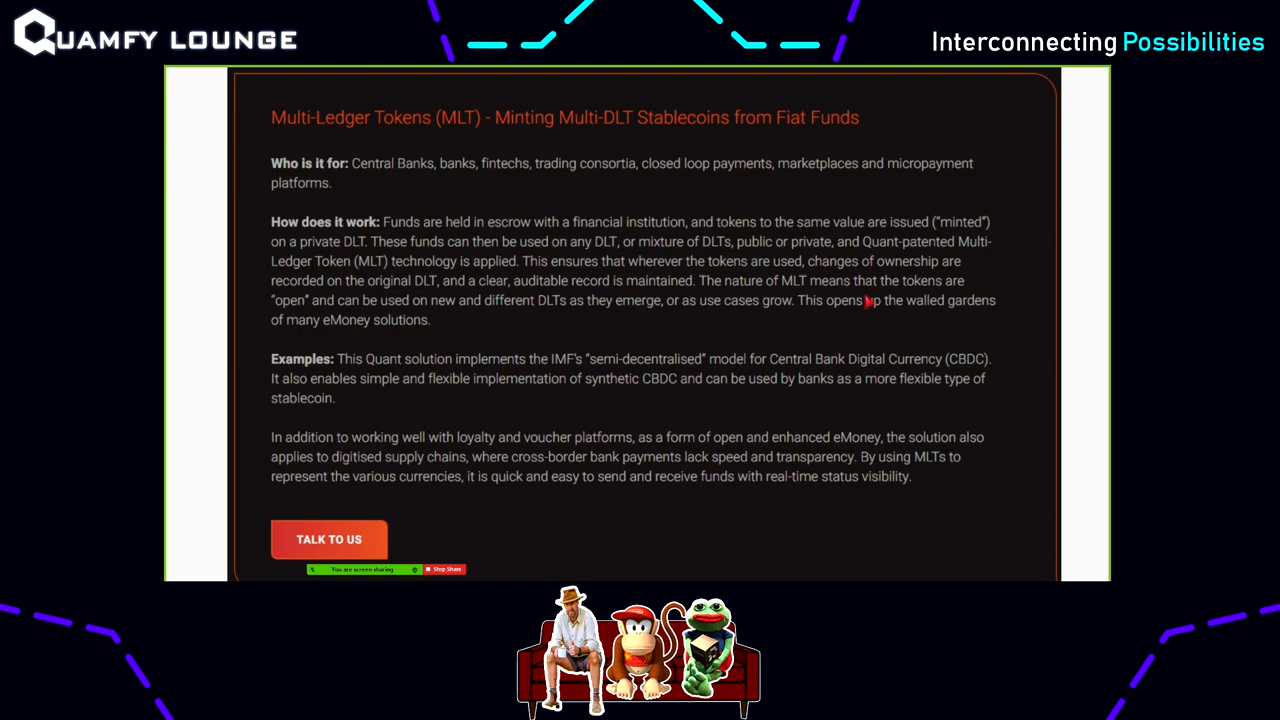 QUAMFY LOUNGE
Interconnecting Possibilities
Multi-Ledger Tokens (MLT) - Minting Multi-DLT Stablecoins from Fiat Funds
Who is it for: Central Banks, banks, fintechs, trading consortia, closed loop payments, marketplaces and micropayment
platforms.
How does it work: Funds are held in escrow with a financial institution, and tokens to the same value are issued (“minted”)
on a private DLT. These funds can then be used on any DLT, or mixture of DLTs, public or private, and Quant-patented Multi-
Ledger Token (MLT) technology is applied. This ensures that wherever the tokens are used, changes of ownership are
recorded on the original DLT, and a clear, auditable record is maintained. The nature of MLT means that the tokens are
“open” and can be used on new and different DLTs as they emerge, or as use cases grow. This opens up the walled gardens
of many eMoney solutions.
Examples: This Quant solution implements the IMF's “semi-decentralised” model for Central Bank Digital Currency (CBDC).
It also enables simple and flexible implementation of synthetic CBDC and can be used by banks as a more flexible type of
stablecoin.
In addition to working well with loyalty and voucher platforms, as a form of open and enhanced eMoney, the solution also
applies to digitised supply chains, where cross-border bank payments lack speed and transparency. By using MLTs to
represent the various currencies, it is quick and easy to send and receive funds with real-time status visibility.
TALK TO US
You are screen sharing
Stop Share